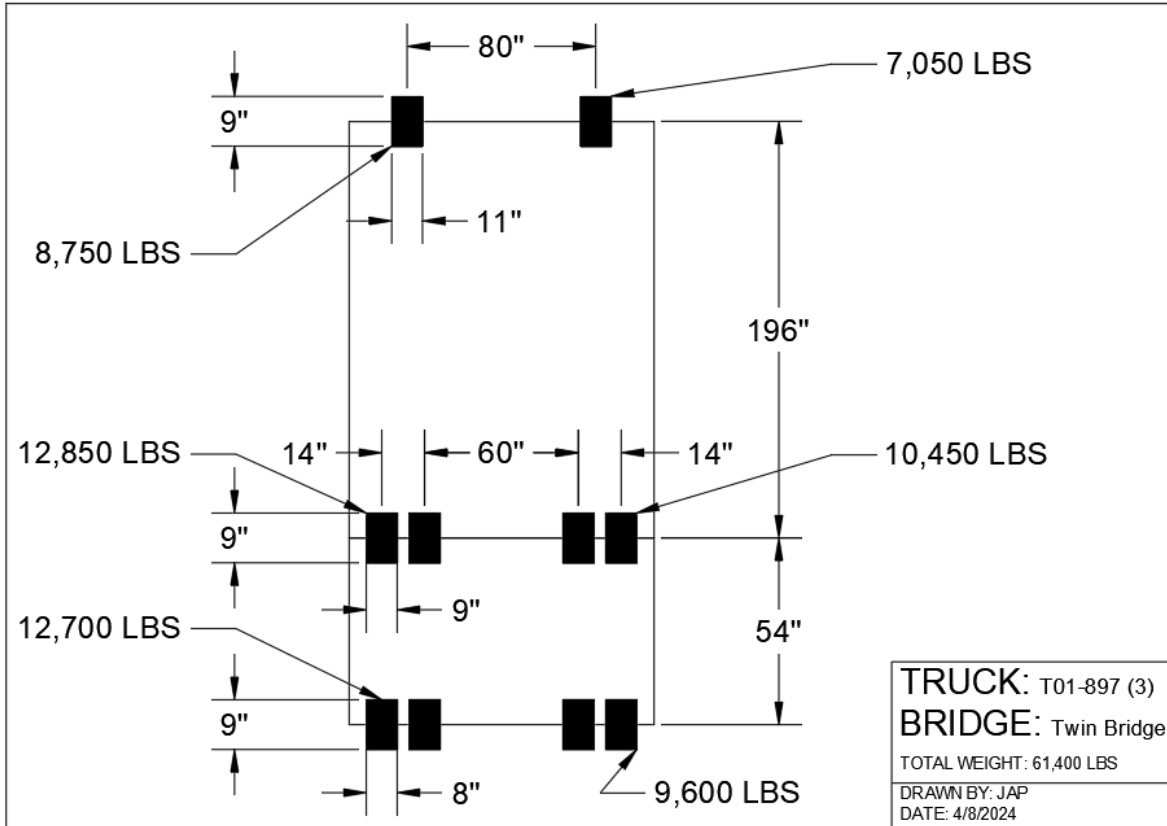 80"
7,050 LBS
9"
11"
8,750 LBS
196"
12,850 LBS
14"
60"
14"
10,450 LBS
9"
9"
12,700 LBS
54"
9"
8"
9,600 LBS
TRUCK: T01-897 (3)
BRIDGE: Twin Bridge
TOTAL WEIGHT: 61,400 LBS
DRAWN BY: JAP
DATE: 4/8/2024